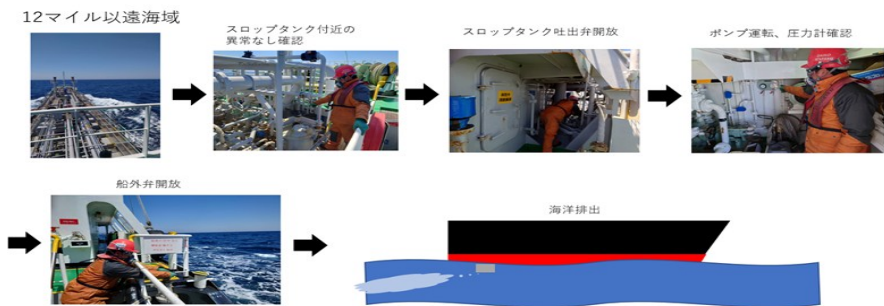 12マイル以遠海域
スロップタンク付近の
異常なし確認
スロップタンク吐出弁開放
ポンプ運転、圧力計確認
船外弁開放
海洋排出